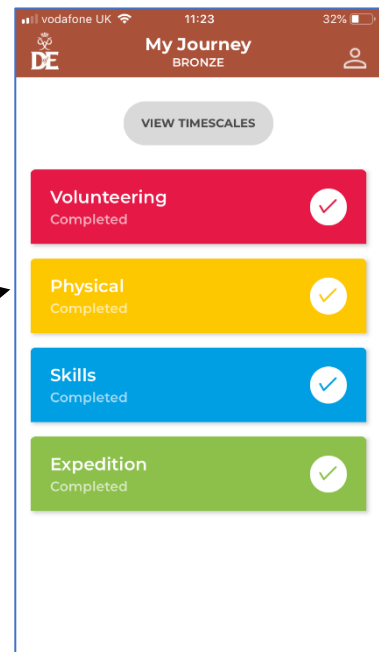 vodafone UK 11:23 32%
DE My Journey
BRONZE
VIEW TIMESCALES
Volunteering
Completed
Physical
Completed
Skills
Completed
Expedition
Completed